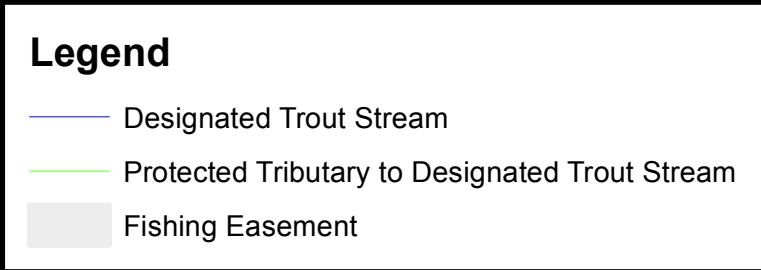 Legend
Designated Trout Stream
Protected Tributary to Designated Trout Stream
Fishing Easement